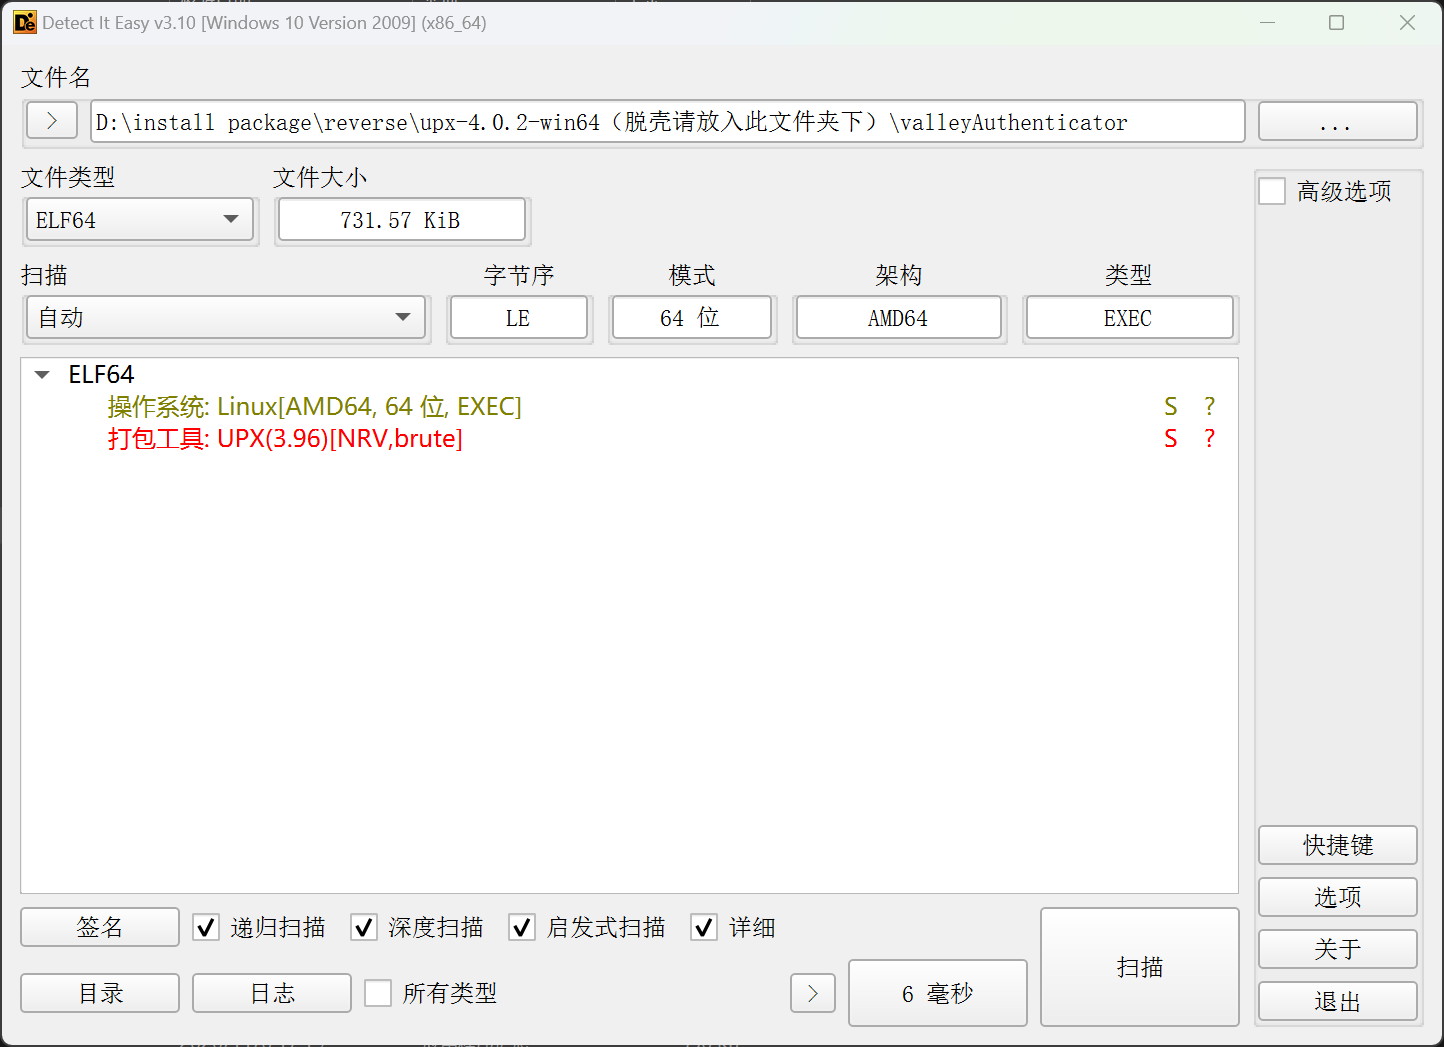 Detect It Easy v3.10 [Windows 10 Version 2009] (x86_64)
文件名
D:\install package\reverse\upx-4.0.2-win64（脱壳请放入此文件夹下）\valleyAuthenticator
...
文件类型
文件大小
高级选项
ELF64
731.57 KiB
扫描
字节序
模式
架构
类型
自动
LE
64 位
AMD64
EXEC
ELF64
操作系统: Linux[AMD64, 64 位, EXEC] S ?
打包工具: UPX(3.96)[NRV,brute] S ?
快捷键
选项
关于
退出
签名
递归扫描
深度扫描
启发式扫描
详细
扫描
目录
日志
所有类型
6 毫秒